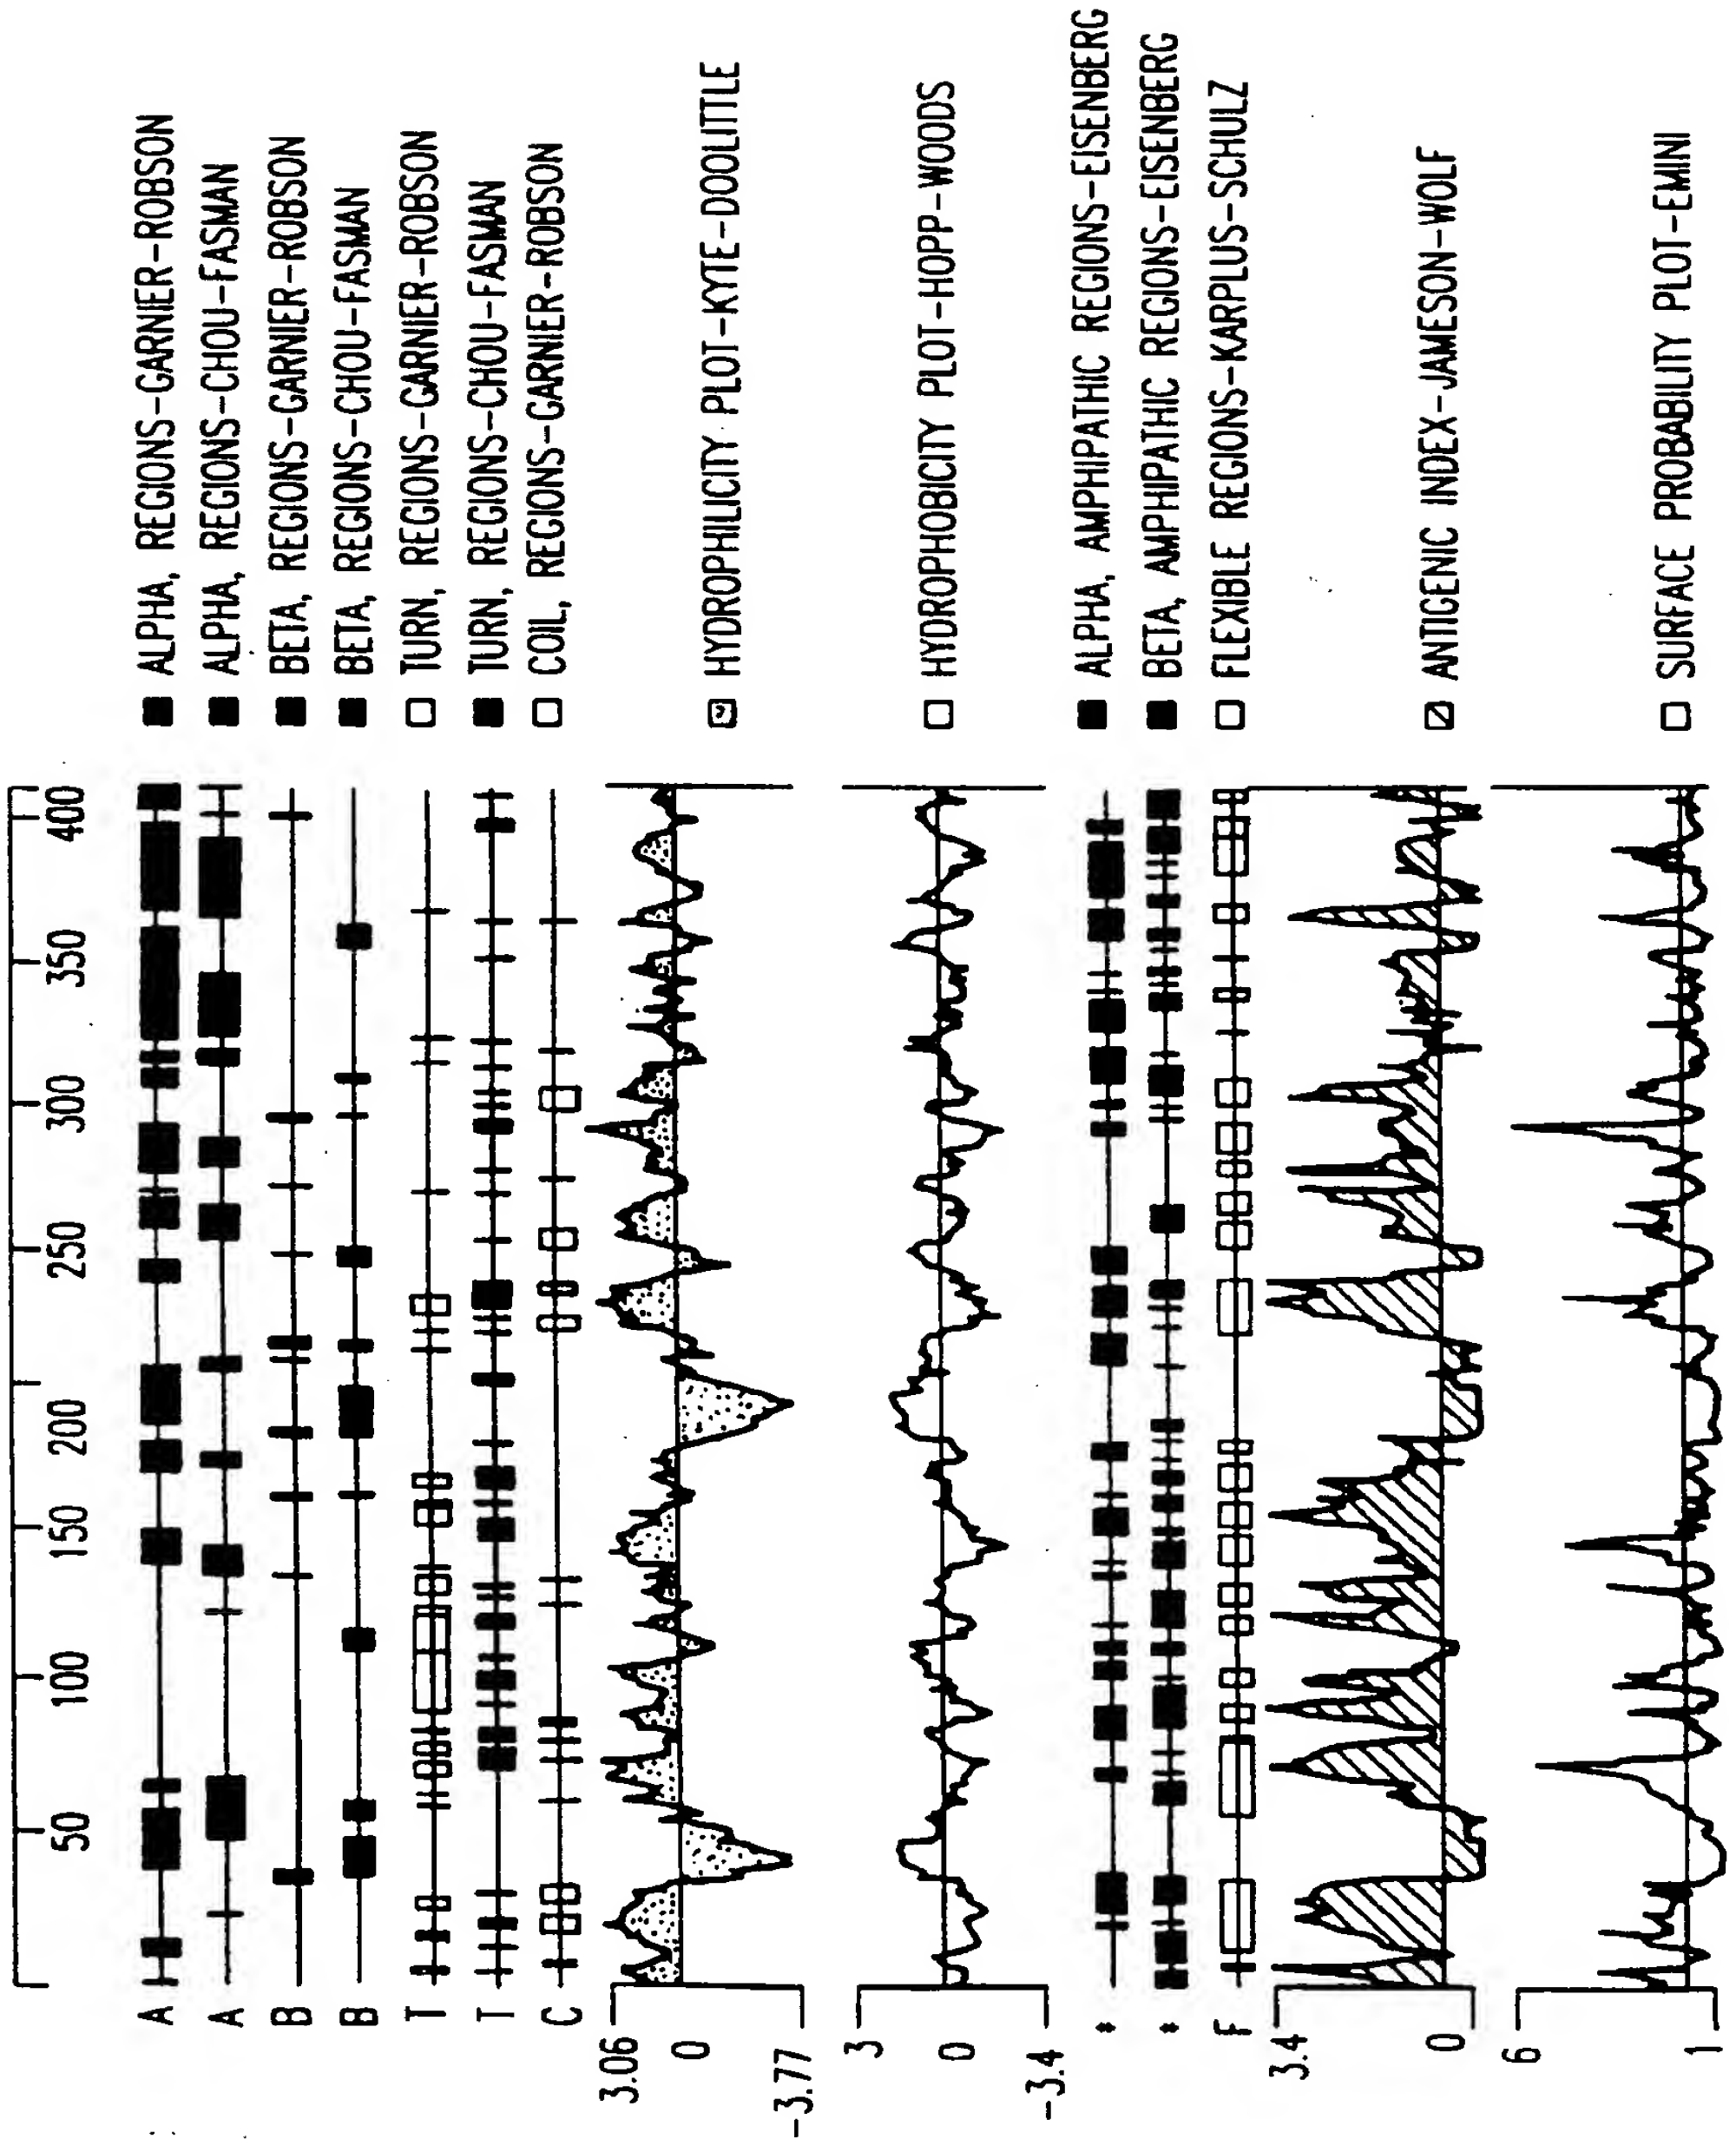 50 100 150 200 250 300 350 400
A ALPHA, REGIONS-GARNIER-ROBSON
A ALPHA, REGIONS-CHOU-FASMAN
B BETA, REGIONS-GARNIER-ROBSON
B BETA, REGIONS-CHOU-FASMAN
T TURN, REGIONS-GARNIER-ROBSON
T TURN, REGIONS-CHOU-FASMAN
C COIL, REGIONS-GARNIER-ROBSON
3.06
0 HYDROPHILICITY PLOT-KYTE-DOOLITTLE
-3.77
3
0 HYDROPHOBICITY PLOT-HOPP-WOODS
-3.4
* ALPHA, AMPHIPATHIC REGIONS-EISENBERG
* BETA, AMPHIPATHIC REGIONS-EISENBERG
F FLEXIBLE REGIONS-KARPLUS-SCHULZ
3.4
0 ANTIGENIC INDEX-JAMESON-WOLF
6
1 SURFACE PROBABILITY PLOT-EMINI